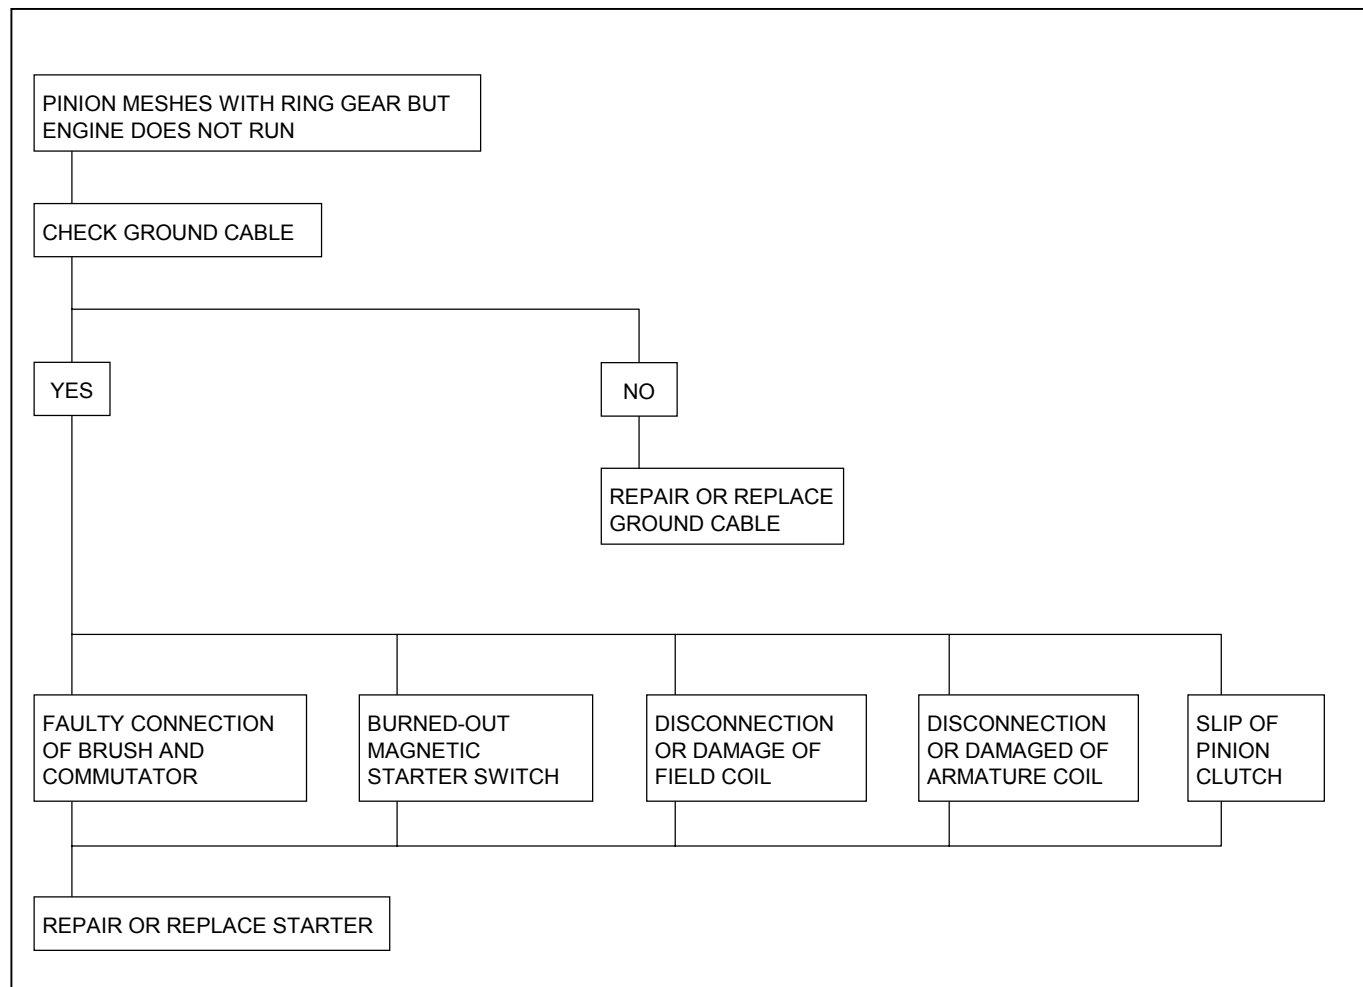 PINION MESHES WITH RING GEAR BUT
ENGINE DOES NOT RUN
CHECK GROUND CABLE
YES
NO
REPAIR OR REPLACE
GROUND CABLE
FAULTY CONNECTION
OF BRUSH AND
COMMUTATOR
BURNED-OUT
MAGNETIC
STARTER SWITCH
DISCONNECTION
OR DAMAGE OF
FIELD COIL
DISCONNECTION
OR DAMAGED OF
ARMATURE COIL
SLIP OF
PINION
CLUTCH
REPAIR OR REPLACE STARTER